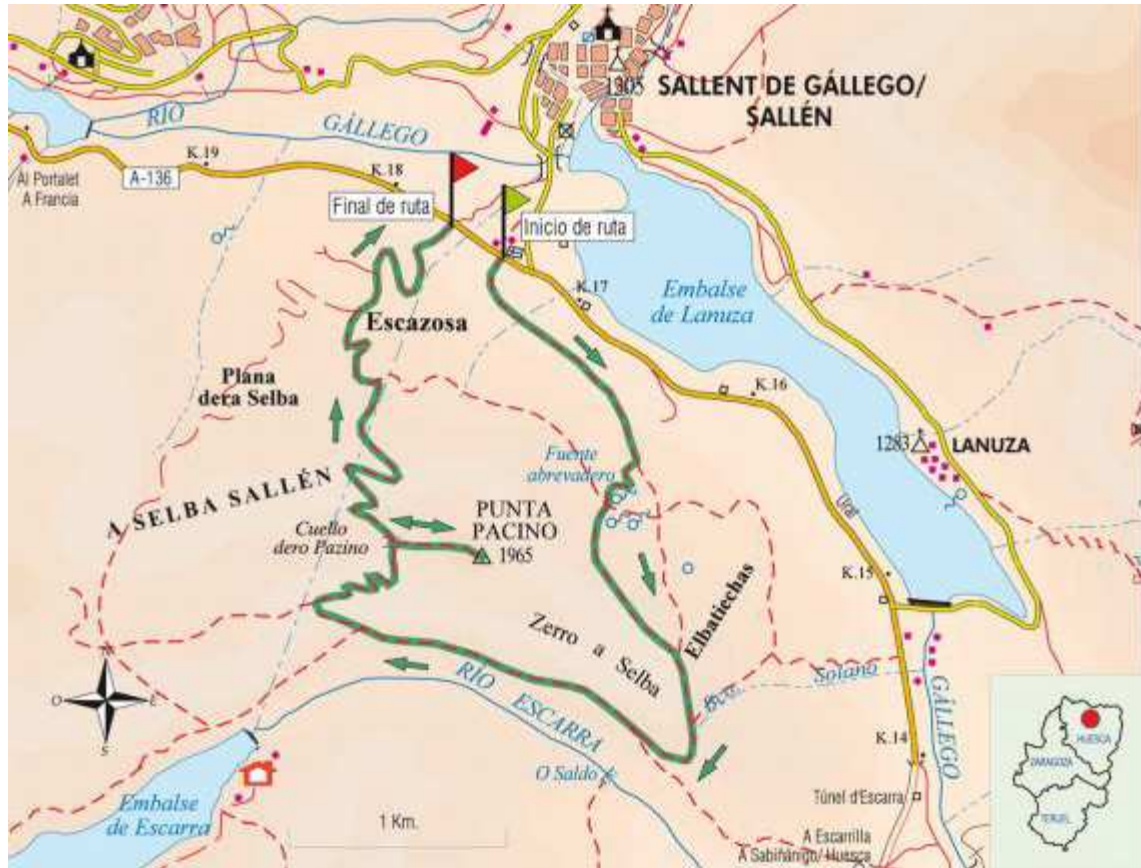 SALLENT DE GÁLLEGO/
SALLÉN
1305
RÍO
GÁLLEGO
K.19
K.18
A-136
Al Portalet
A Francia
Final de ruta
Inicio de ruta
K.17
Embalse
de Lanuza
Escazosa
Plana
dera Selba
K.16
1283
LANUZA
Fuente
abrevadero
A SELBA SALLÉN
PUNTA
PACINO
1965
Cuello
dero Pazino
K.15
Elbatiechas
Zerro a Selba
RÍO ESCARRA
Solano
GÁLLEGO
N
O
E
S
K.14
O Saldo
Túnel d'Escarra
Embalse
de Escarra
1 Km.
A Escarrilla
A Sabiñánigo/Huesca
HUESCA
ZARAGOZA
TERUEL